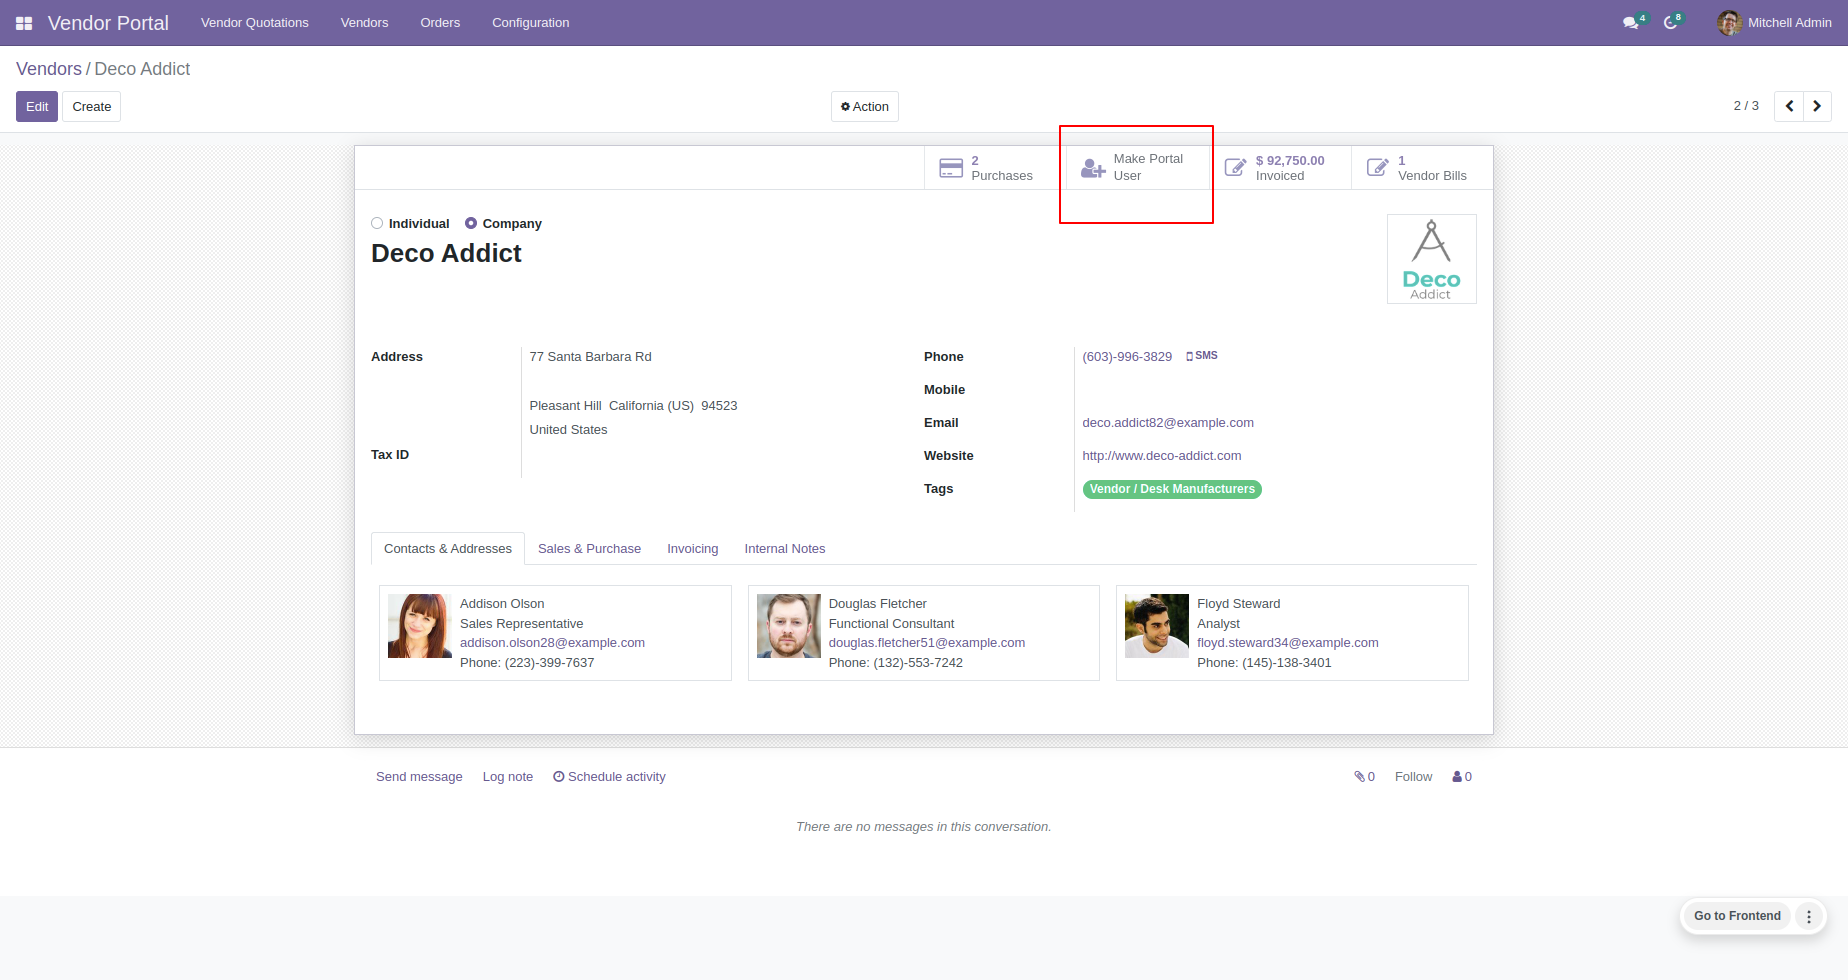 Vendor Portal Vendor Quotations Vendors Orders Configuration 4 8 Mitchell Admin
Vendors / Deco Addict
Edit Create Action 2 / 3
2
Purchases
Make Portal
User
$ 92,750.00
Invoiced
1
Vendor Bills
Individual Company
Deco Addict
Deco
Addict
Address 77 Santa Barbara Rd
Pleasant Hill California (US) 94523
United States
Tax ID
Phone (603)-996-3829 SMS
Mobile
Email deco.addict82@example.com
Website http://www.deco-addict.com
Tags Vendor / Desk Manufacturers
Contacts & Addresses Sales & Purchase Invoicing Internal Notes
Addison Olson
Sales Representative
addison.olson28@example.com
Phone: (223)-399-7637
Douglas Fletcher
Functional Consultant
douglas.fletcher51@example.com
Phone: (132)-553-7242
Floyd Steward
Analyst
floyd.steward34@example.com
Phone: (145)-138-3401
Send message Log note Schedule activity 0 Follow 0
There are no messages in this conversation.
Go to Frontend